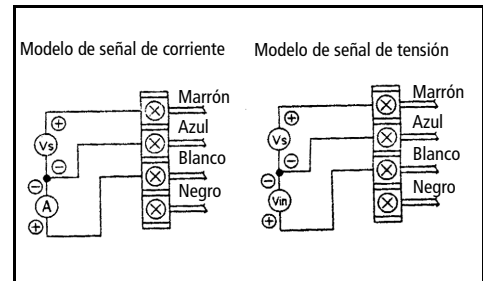 Modelo de señal de corriente
Marrón
Azul
Blanco
Negro
Vs
A
Modelo de señal de tensión
Marrón
Azul
Blanco
Negro
Vs
Vin